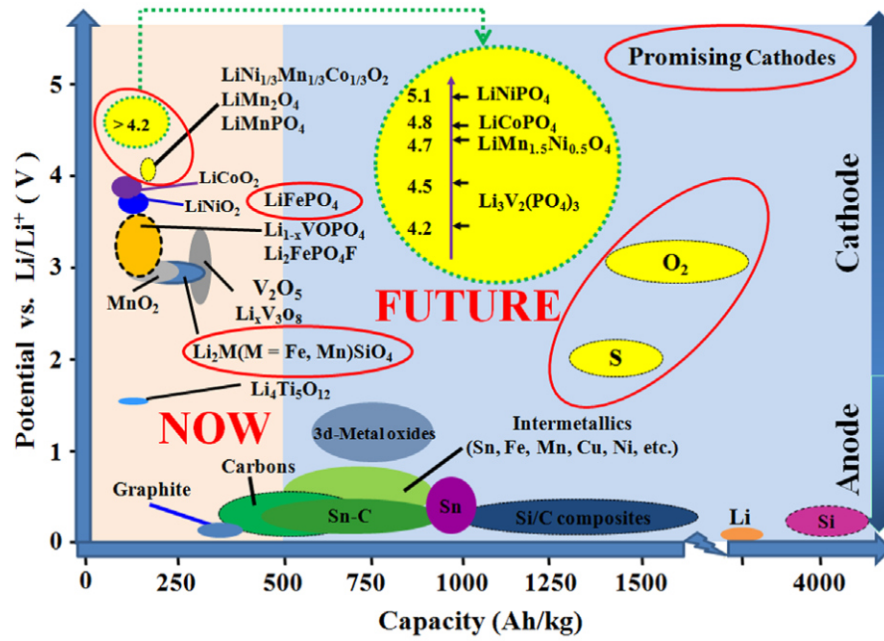 Promising Cathodes
LiNi1/3Mn1/3Co1/3O2
LiMn2O4
LiMnPO4
> 4.2
LiCoO2
LiNiO2
LiFePO4
Li1-xVOPO4
Li2FePO4F
MnO2
V2O5
LixV3O8
Li2M(M = Fe, Mn)SiO4
Li4Ti5O12
NOW
FUTURE
5.1 LiNiPO4
4.8 LiCoPO4
4.7 LiMn1.5Ni0.5O4
4.5
Li3V2(PO4)3
4.2
O2
S
3d-Metal oxides
Intermetallics
(Sn, Fe, Mn, Cu, Ni, etc.)
Carbons
Graphite
Sn-C
Sn
Si/C composites
Li
Si
Cathode
Anode
Potential vs. Li/Li+ ( V )
5
4
3
2
1
0
0 250 500 750 1000 1250 1500 4000
Capacity (Ah/kg)